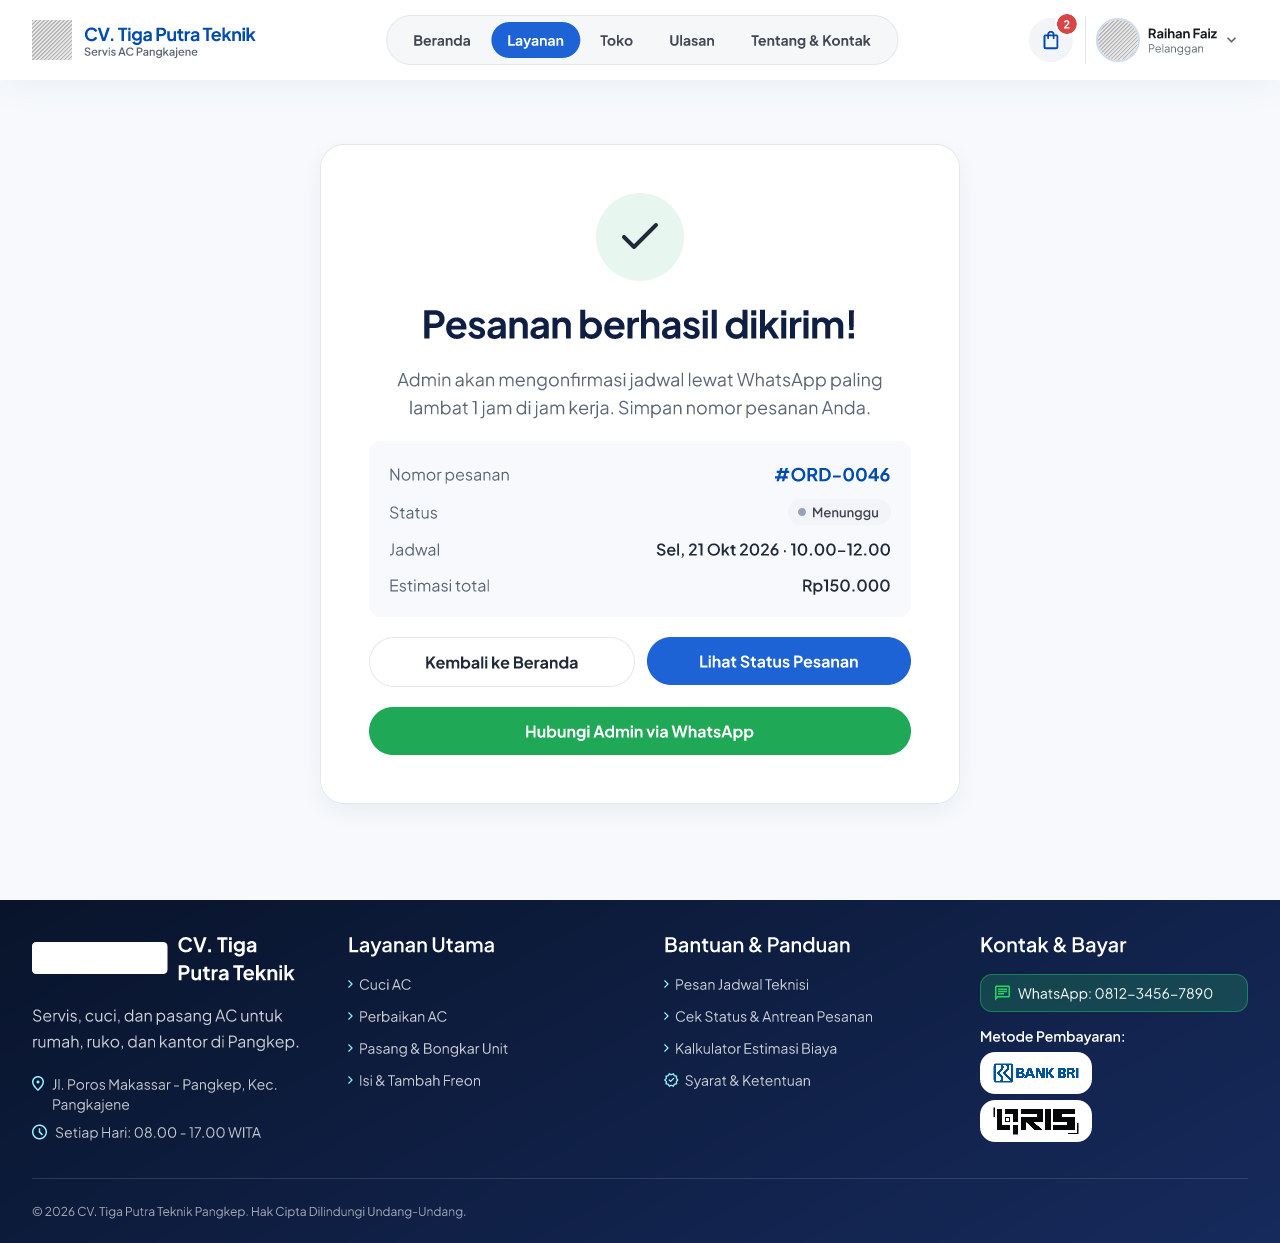 CV. Tiga Putra Teknik
Servis AC Pangkajene
Beranda
Layanan
Toko
Ulasan
Tentang & Kontak
2
Raihan Faiz
Pelanggan
Pesanan berhasil dikirim!
Admin akan mengonfirmasi jadwal lewat WhatsApp paling
lambat 1 jam di jam kerja. Simpan nomor pesanan Anda.
Nomor pesanan #ORD-0046
Status Menunggu
Jadwal Sel, 21 Okt 2026 · 10.00–12.00
Estimasi total Rp150.000
Kembali ke Beranda
Lihat Status Pesanan
Hubungi Admin via WhatsApp
CV. Tiga
Putra Teknik
Servis, cuci, dan pasang AC untuk
rumah, ruko, dan kantor di Pangkep.
Jl. Poros Makassar - Pangkep, Kec.
Pangkajene
Setiap Hari: 08.00 - 17.00 WITA
Layanan Utama
Cuci AC
Perbaikan AC
Pasang & Bongkar Unit
Isi & Tambah Freon
Bantuan & Panduan
Pesan Jadwal Teknisi
Cek Status & Antrean Pesanan
Kalkulator Estimasi Biaya
Syarat & Ketentuan
Kontak & Bayar
WhatsApp: 0812-3456-7890
Metode Pembayaran:
BANK BRI
QRIS
© 2026 CV. Tiga Putra Teknik Pangkep. Hak Cipta Dilindungi Undang-Undang.